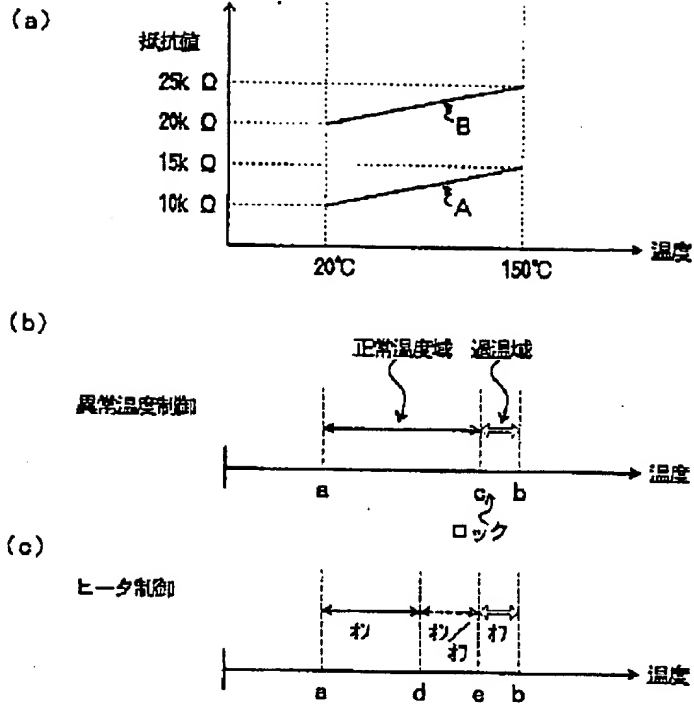 (a)
抵抗値
25k Ω
20k Ω
B
15k Ω
10k Ω
A
20℃
150℃
温度
(b)
正常温度域
過温域
異常温度制御
a
c
b
温度
ロック
(c)
ヒータ制御
オン
オン/オフ
オフ
a
d
e
b
温度